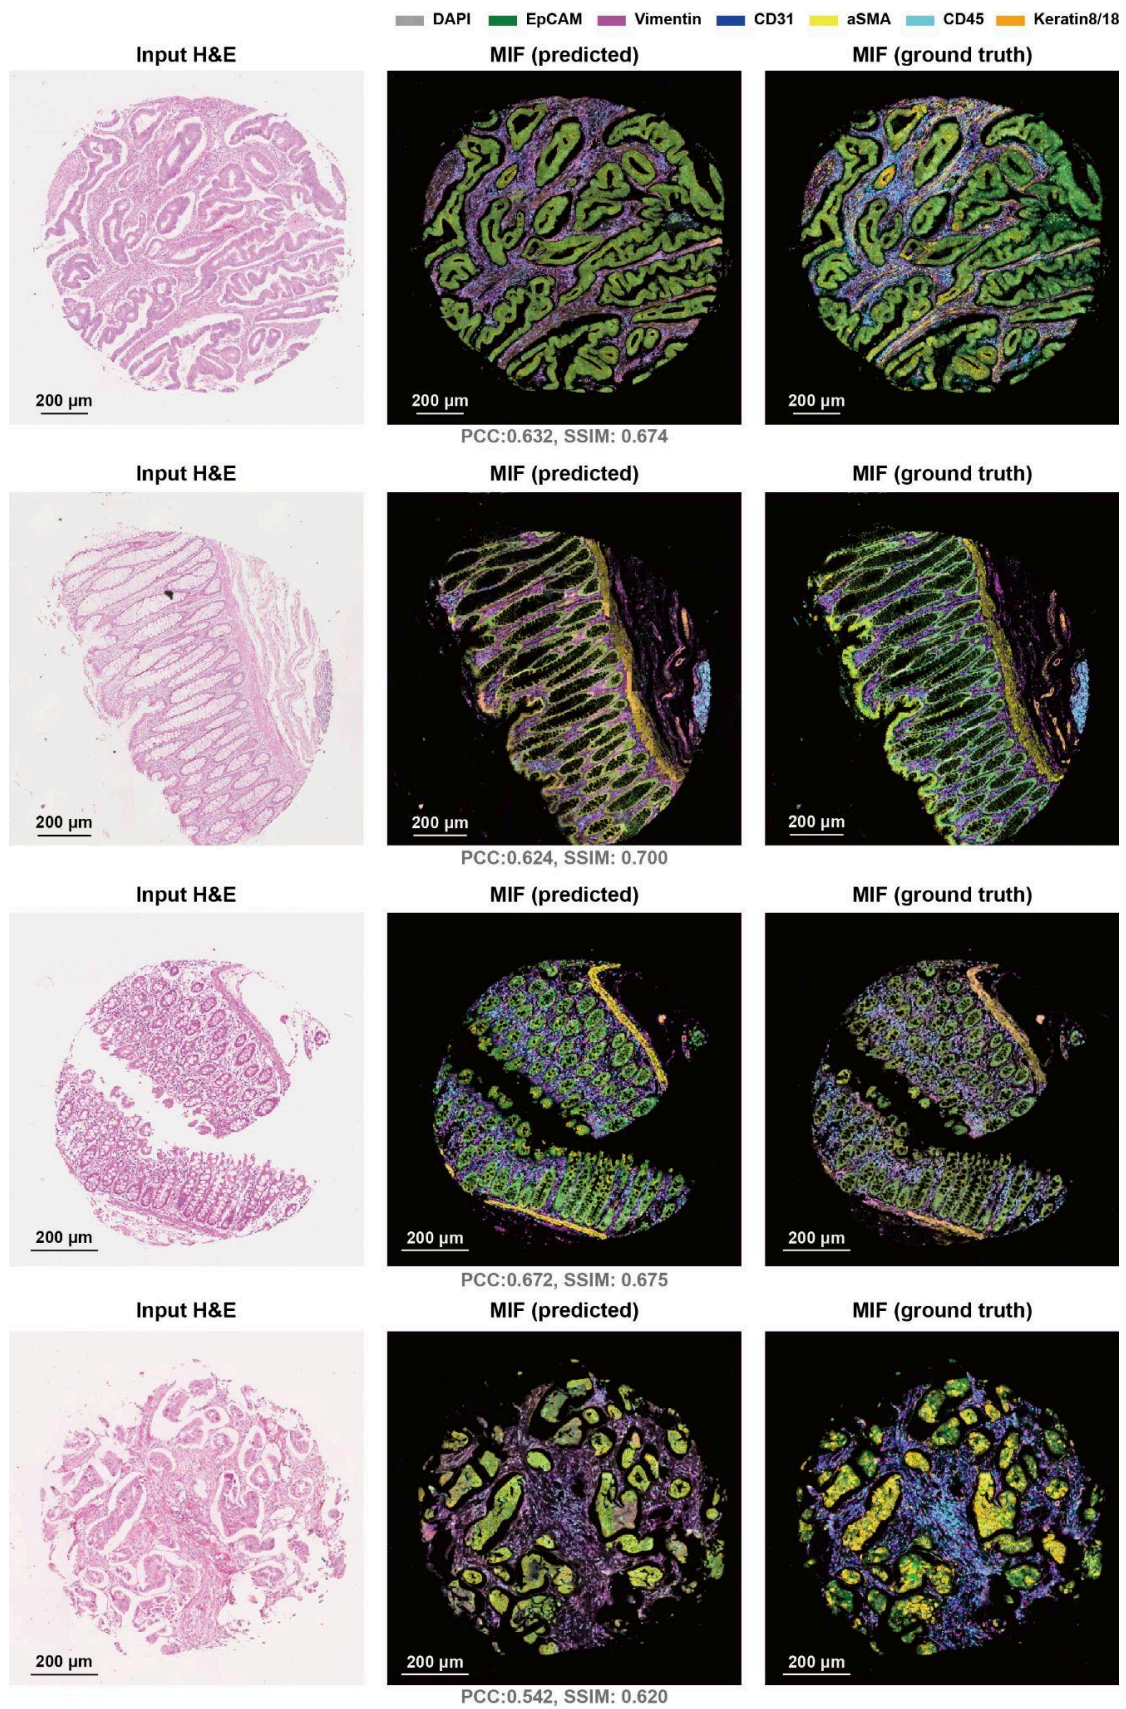 DAPI EpCAM Vimentin CD31 aSMA CD45 Keratin8/18
Input H&E MIF (predicted) MIF (ground truth)
200 µm 200 µm 200 µm
PCC:0.632, SSIM: 0.674
Input H&E MIF (predicted) MIF (ground truth)
200 µm 200 µm 200 µm
PCC:0.624, SSIM: 0.700
Input H&E MIF (predicted) MIF (ground truth)
200 µm 200 µm 200 µm
PCC:0.672, SSIM: 0.675
Input H&E MIF (predicted) MIF (ground truth)
200 µm 200 µm 200 µm
PCC:0.542, SSIM: 0.620